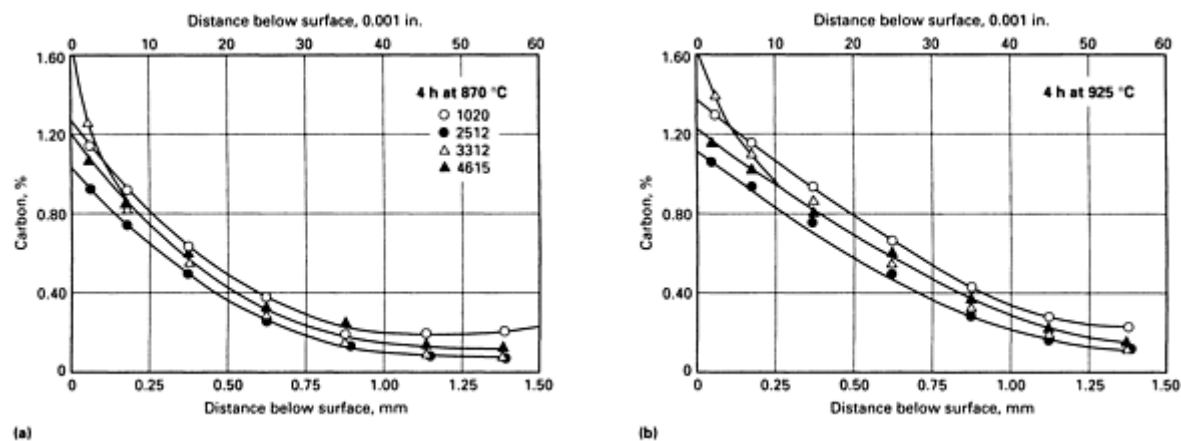 Distance below surface, 0.001 in.
0 10 20 30 40 50 60
1.60
1.20
0.80
0.40
0
Carbon, %
4 h at 870 °C
○ 1020
● 2512
△ 3312
▲ 4615
0 0.25 0.50 0.75 1.00 1.25 1.50
Distance below surface, mm
(a)
Distance below surface, 0.001 in.
0 10 20 30 40 50 60
1.60
1.20
0.80
0.40
0
Carbon, %
4 h at 925 °C
0 0.25 0.50 0.75 1.00 1.25 1.50
Distance below surface, mm
(b)